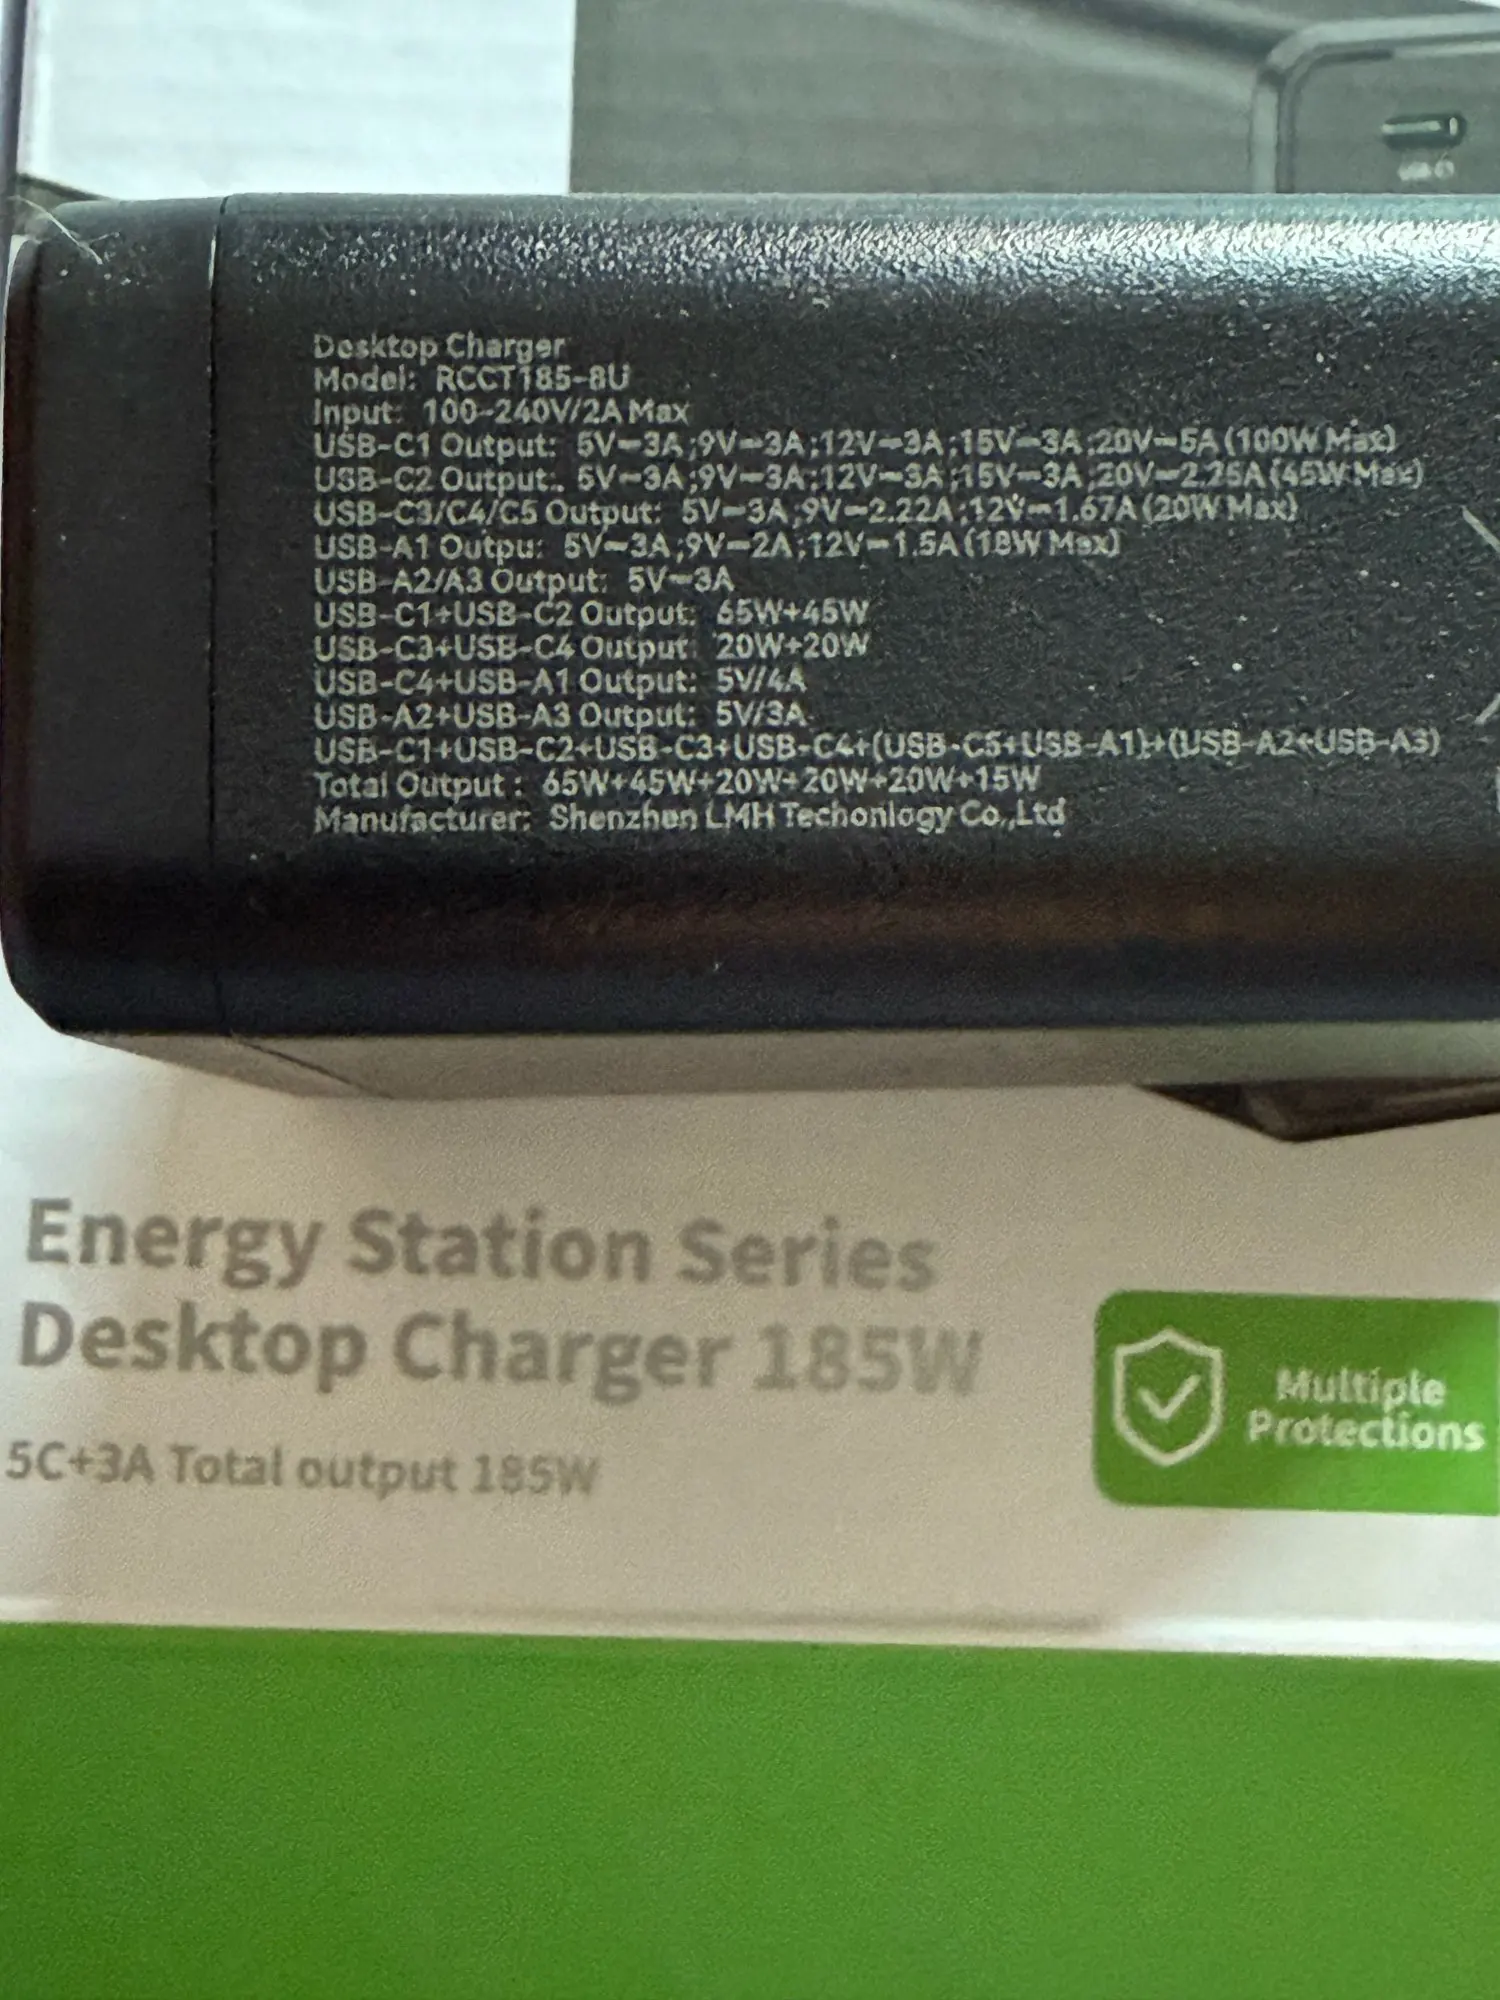 Desktop Charger
Model: RCCT185-8U
Input: 100-240V/2A Max
USB-C1 Output: 5V⎓3A;9V⎓3A;12V⎓3A;15V⎓3A;20V⎓5A(100W Max)
USB-C2 Output: 5V⎓3A;9V⎓3A;12V⎓3A;15V⎓3A;20V⎓2.25A(45W Max)
USB-C3/C4/C5 Output: 5V⎓3A;9V⎓2.22A;12V⎓1.67A(20W Max)
USB-A1 Outpu: 5V⎓3A;9V⎓2A;12V⎓1.5A(18W Max)
USB-A2/A3 Output: 5V⎓3A
USB-C1+USB-C2 Output: 65W+45W
USB-C3+USB-C4 Output: 20W+20W
USB-C4+USB-A1 Output: 5V/4A
USB-A2+USB-A3 Output: 5V/3A
USB-C1+USB-C2+USB-C3+USB-C4+(USB-C5+USB-A1)+(USB-A2+USB-A3)
Total Output : 65W+45W+20W+20W+20W+15W
Manufacturer: Shenzhen LMH Techonlogy Co.,Ltd
Energy Station Series
Desktop Charger 185W
5C+3A Total output 185W
Multiple
Protections